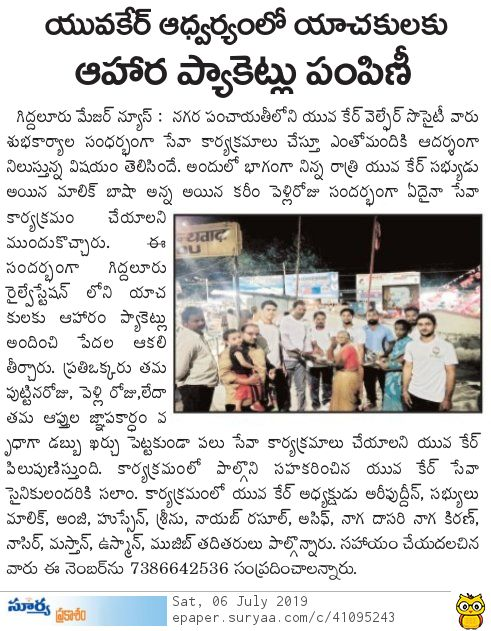 యువకేర్ ఆధ్వర్యంలో యాచకులకు
ఆహార ప్యాకెట్లు పంపిణీ
గిద్దలూరు మేజర్ న్యూస్ : నగర పంచాయతీలోని యువ కేర్ వెల్ఫేర్ సొసైటీ వారు
శుభకార్యాల సంధర్భంగా సేవా కార్యక్రమాలు చేస్తూ ఎంతోమందికి ఆదర్శంగా
నిలుస్తున్న విషయం తెలిసిందే. అందులో భాగంగా నిన్న రాత్రి యువ కేర్ సభ్యుడు
అయిన మాలిక్ బాషా అన్న అయిన కరీం పెళ్లిరోజు సందర్భంగా ఏదైనా సేవా
కార్యక్రమం చేయాలని
ముందుకొచ్చారు. ఈ
సందర్భంగా గిద్దలూరు
రైల్వేస్టేషన్ లోని యాచ
కులకు ఆహారం ప్యాకెట్లు
అందించి పేదల ఆకలి
తీర్చారు. ప్రతిఒక్కరు తమ
పుట్టినరోజు, పెళ్లి రోజు,లేదా
తమ ఆప్తుల జ్ఞాపకార్ధం వ
ృధాగా డబ్బు ఖర్చు పెట్టకుండా పలు సేవా కార్యక్రమాలు చేయాలని యువ కేర్
పిలుపునిస్తుంది. కార్యక్రమంలో పాల్గొని సహకరించిన యువ కేర్ సేవా
సైనికులందరికి సలాం. కార్యక్రమంలో యువ కేర్ అధ్యక్షుడు అరీపుద్దీన్, సభ్యులు
మాలిక్, అంజి, హుస్సేన్, శ్రీను, నాయబ్ రసూల్, అసిఫ్, నాగ దాసరి నాగ కిరణ్,
నాసిర్, మస్తాన్, ఉస్మాన్, ముజిబ్ తదితరులు పాల్గొన్నారు. సహాయం చేయదలచిన
వారు ఈ నెంబర్‌ను 7386642536 సంప్రదించాలన్నారు.
సూర్య ప్రకాశం
Sat, 06 July 2019
epaper.suryaa.com/c/41095243